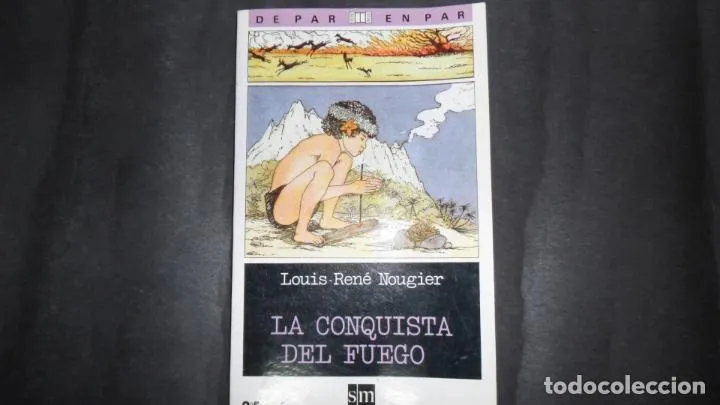 DE PAR EN PAR
Louis-René Nougier
LA CONQUISTA
DEL FUEGO
sm
todocoleccion